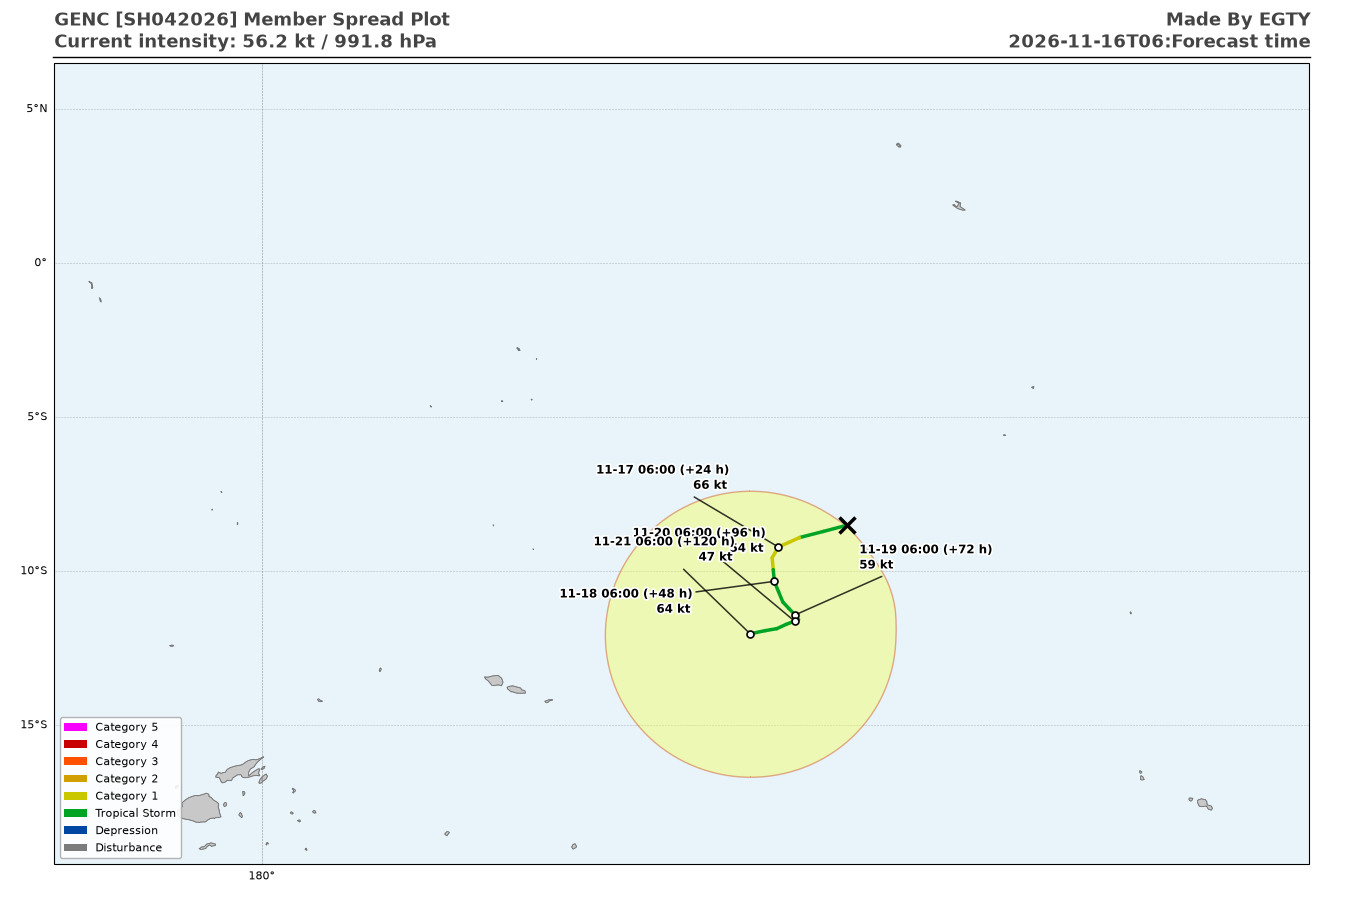 GENC [SH042026] Member Spread Plot
Current intensity: 56.2 kt / 991.8 hPa
Made By EGTY
2026-11-16T06:Forecast time
5°N
0°
5°S
10°S
15°S
180°
11-17 06:00 (+24 h)
66 kt
11-20 06:00 (+96 h)
54 kt
11-21 06:00 (+120 h)
47 kt
11-19 06:00 (+72 h)
59 kt
11-18 06:00 (+48 h)
64 kt
Category 5
Category 4
Category 3
Category 2
Category 1
Tropical Storm
Depression
Disturbance